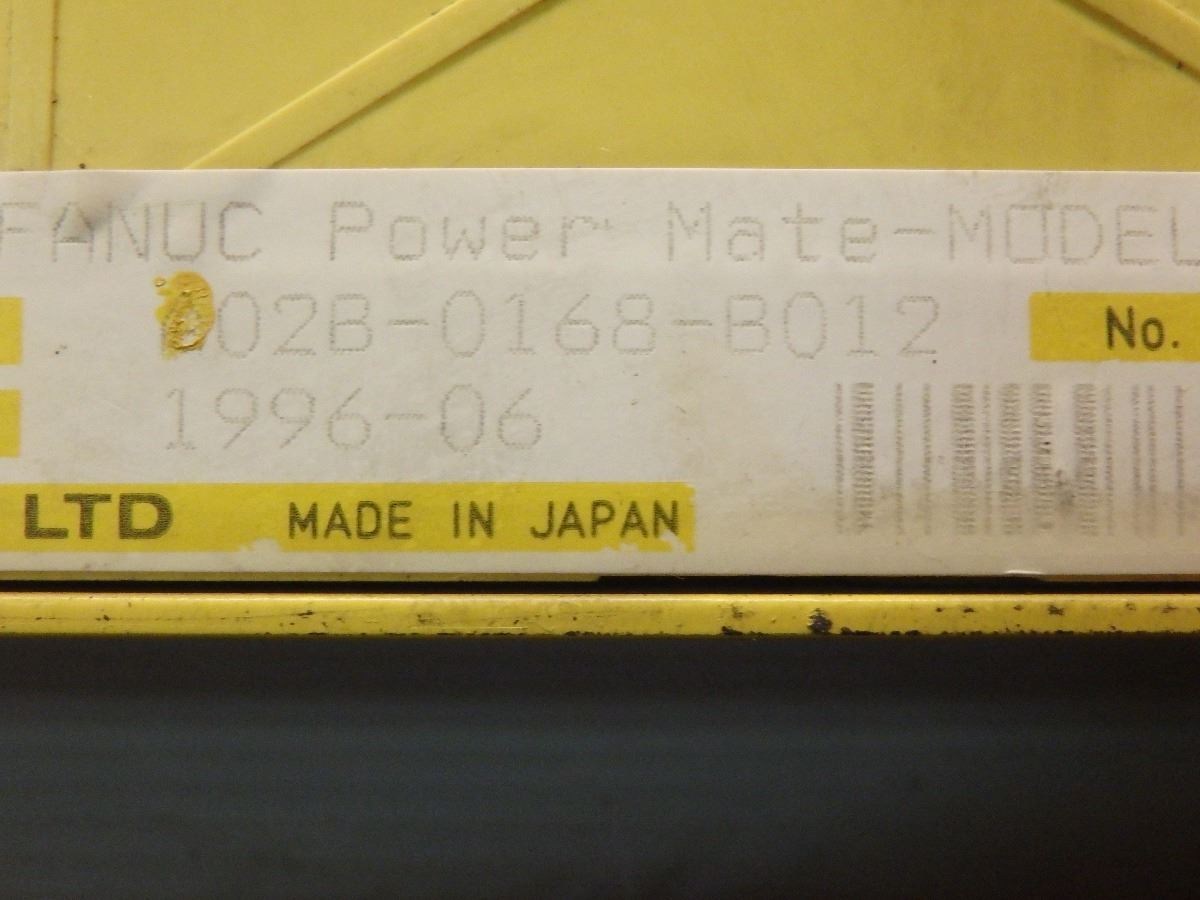 FANUC Power Mate-MODEL
02B-0168-B012 No.
1996-06
LTD MADE IN JAPAN